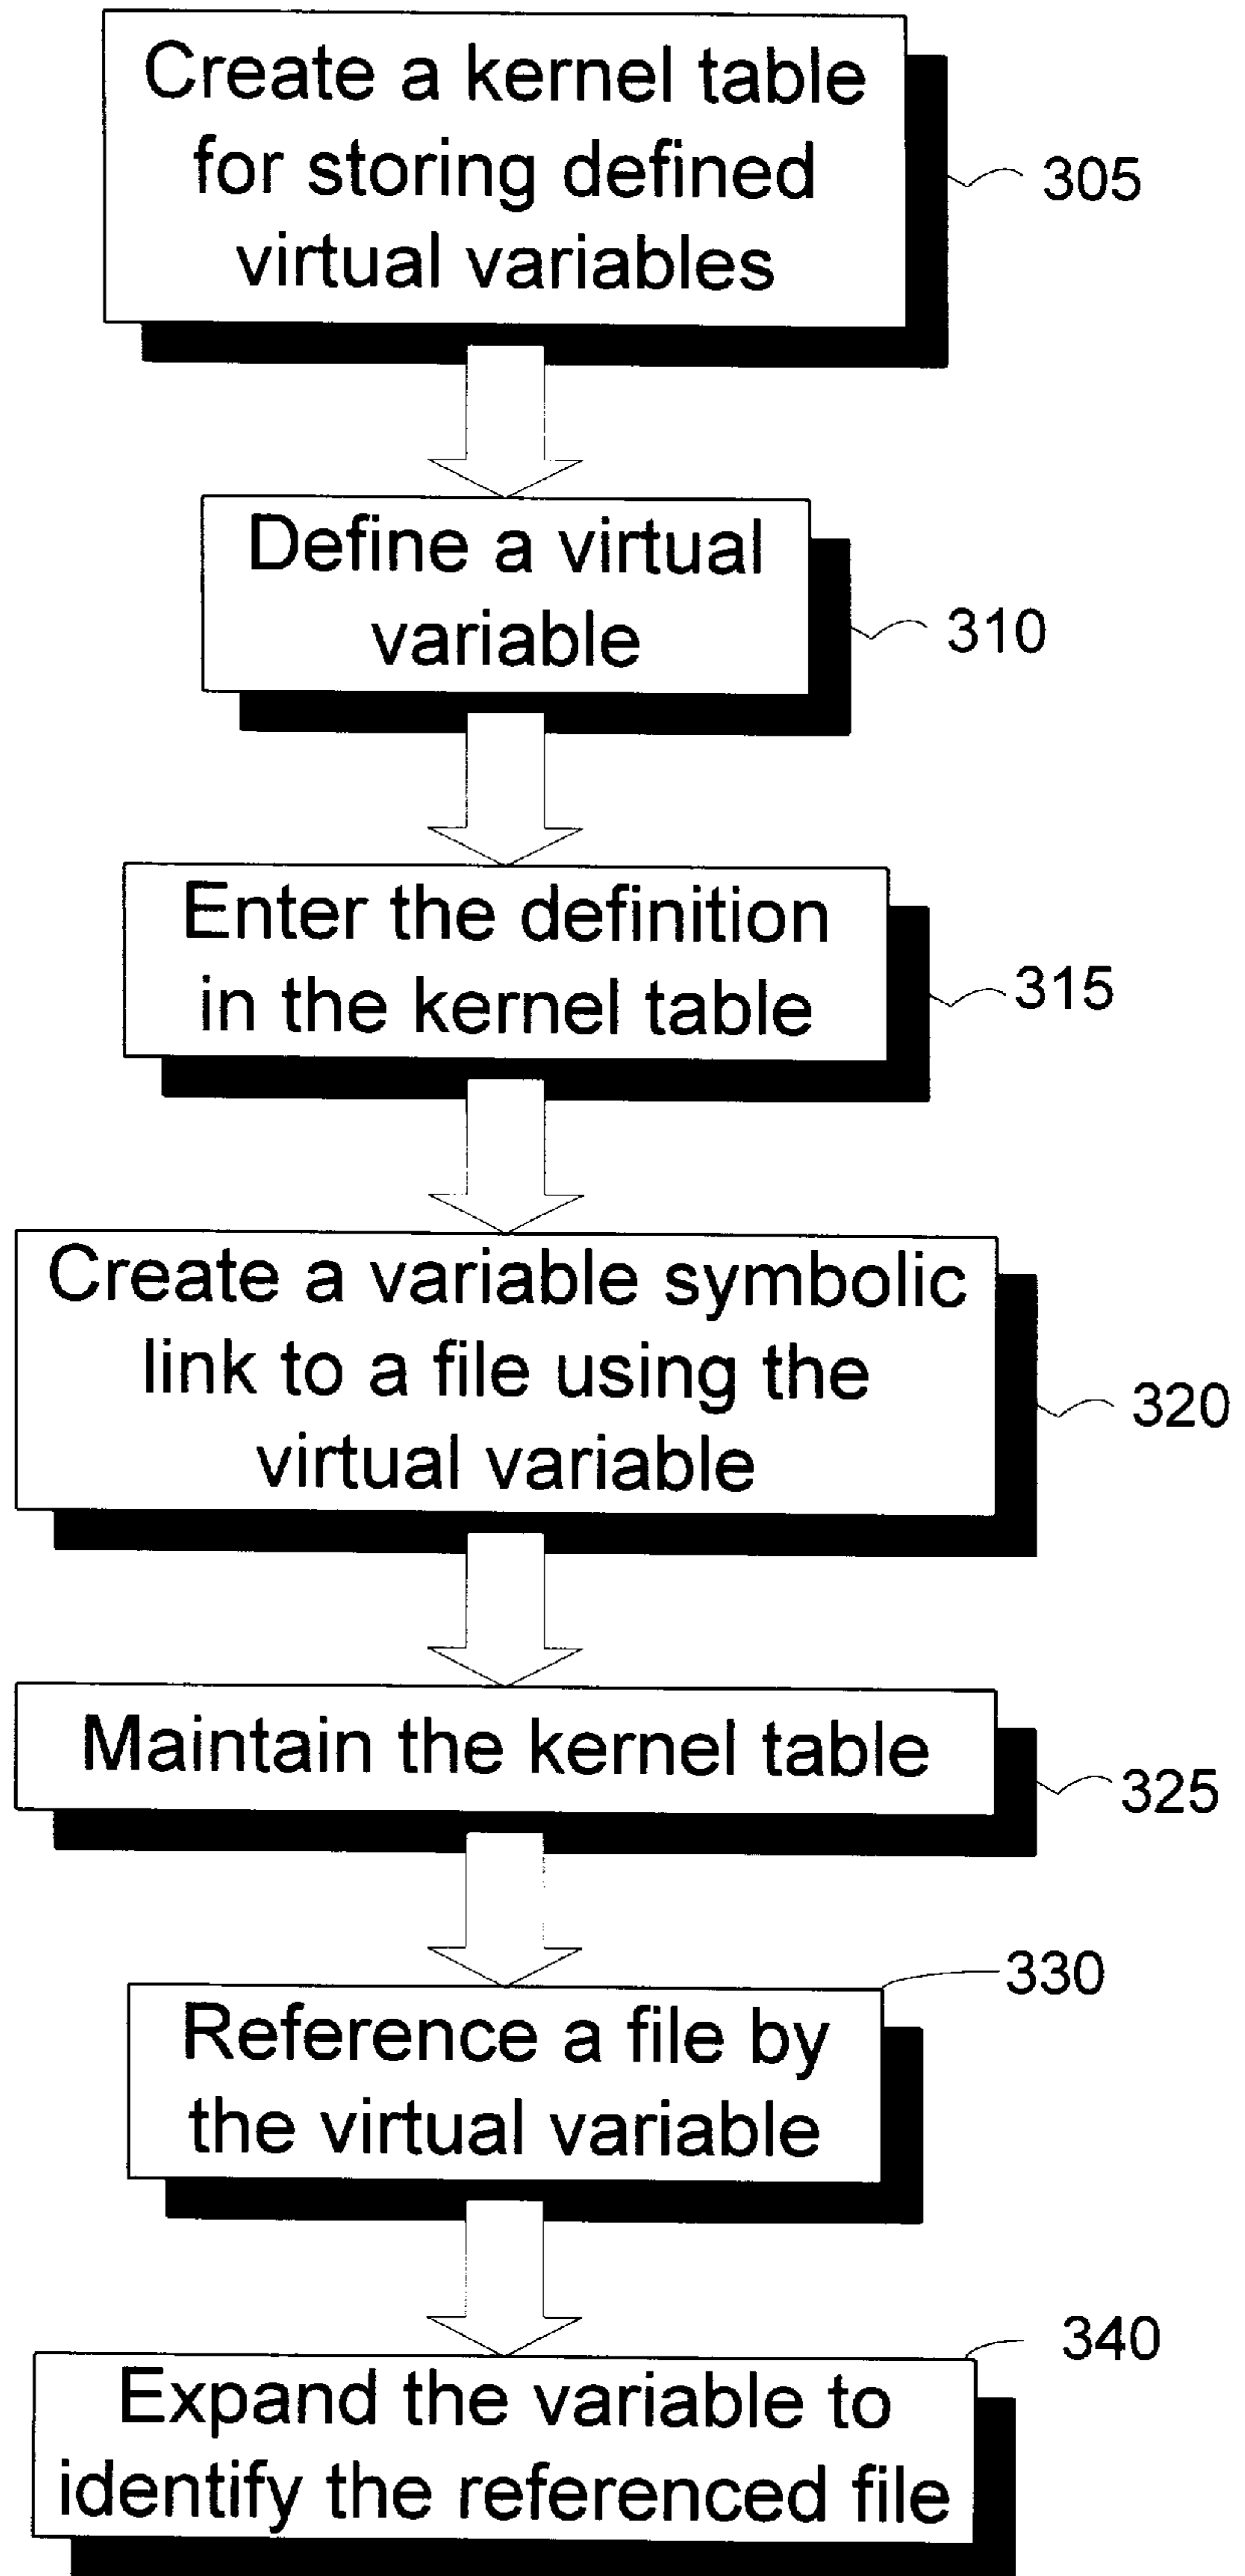 Create a kernel table
for storing defined
virtual variables
305
Define a virtual
variable
310
Enter the definition
in the kernel table
315
Create a variable symbolic
link to a file using the
virtual variable
320
Maintain the kernel table
325
330
Reference a file by
the virtual variable
340
Expand the variable to
identify the referenced file